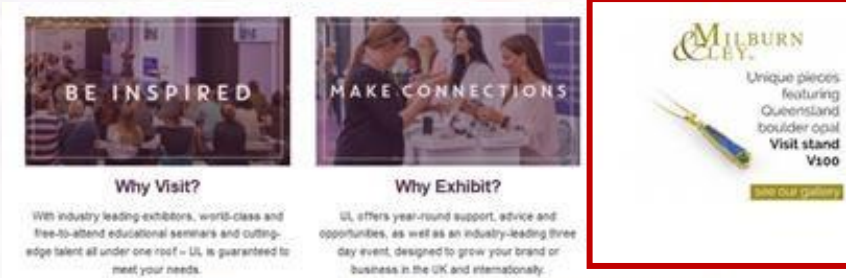 BE INSPIRED
Why Visit?
With industry leading exhibitors, world-class and
free-to-attend educational seminars and cutting-
edge talent all under one roof – UL is guaranteed to
meet your needs.
MAKE CONNECTIONS
Why Exhibit?
UL offers year-round support, advice and
opportunities, as well as an industry-leading three
day event, designed to grow your brand or
business in the UK and internationally.
MILBURN
&CLEY.
Unique pieces
featuring
Queensland
boulder opal
Visit stand
V100
see our gallery